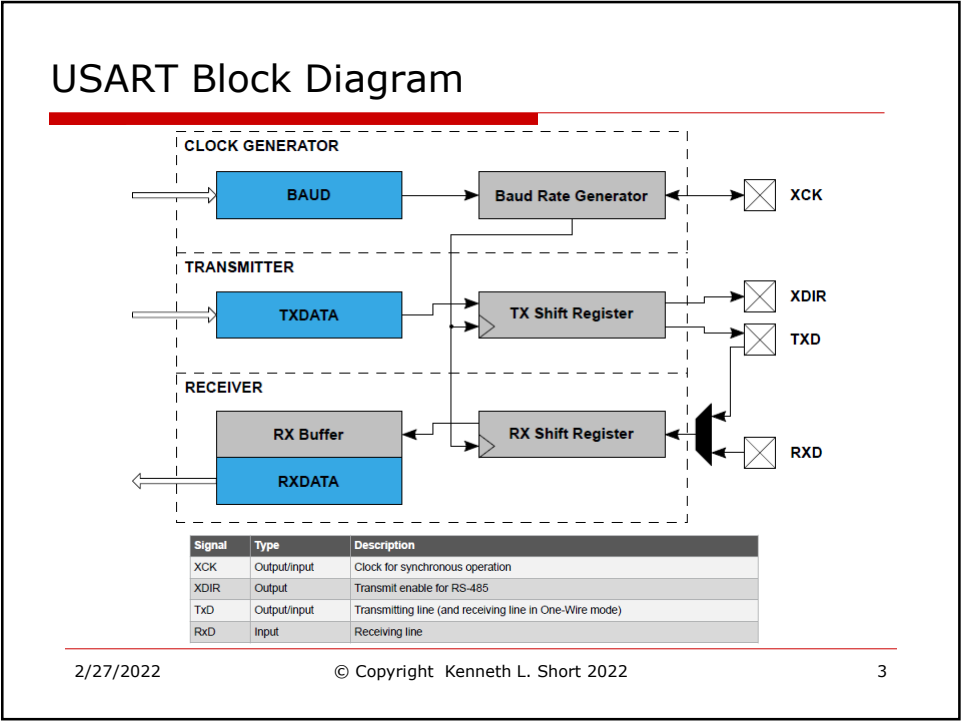 USART Block Diagram
CLOCK GENERATOR
BAUD
Baud Rate Generator
XCK
TRANSMITTER
TXDATA
TX Shift Register
XDIR
TXD
RECEIVER
RX Buffer
RX Shift Register
RXD
RXDATA
Signal Type Description
XCK Output/input Clock for synchronous operation
XDIR Output Transmit enable for RS-485
TxD Output/input Transmitting line (and receiving line in One-Wire mode)
RxD Input Receiving line
2/27/2022 © Copyright Kenneth L. Short 2022 3